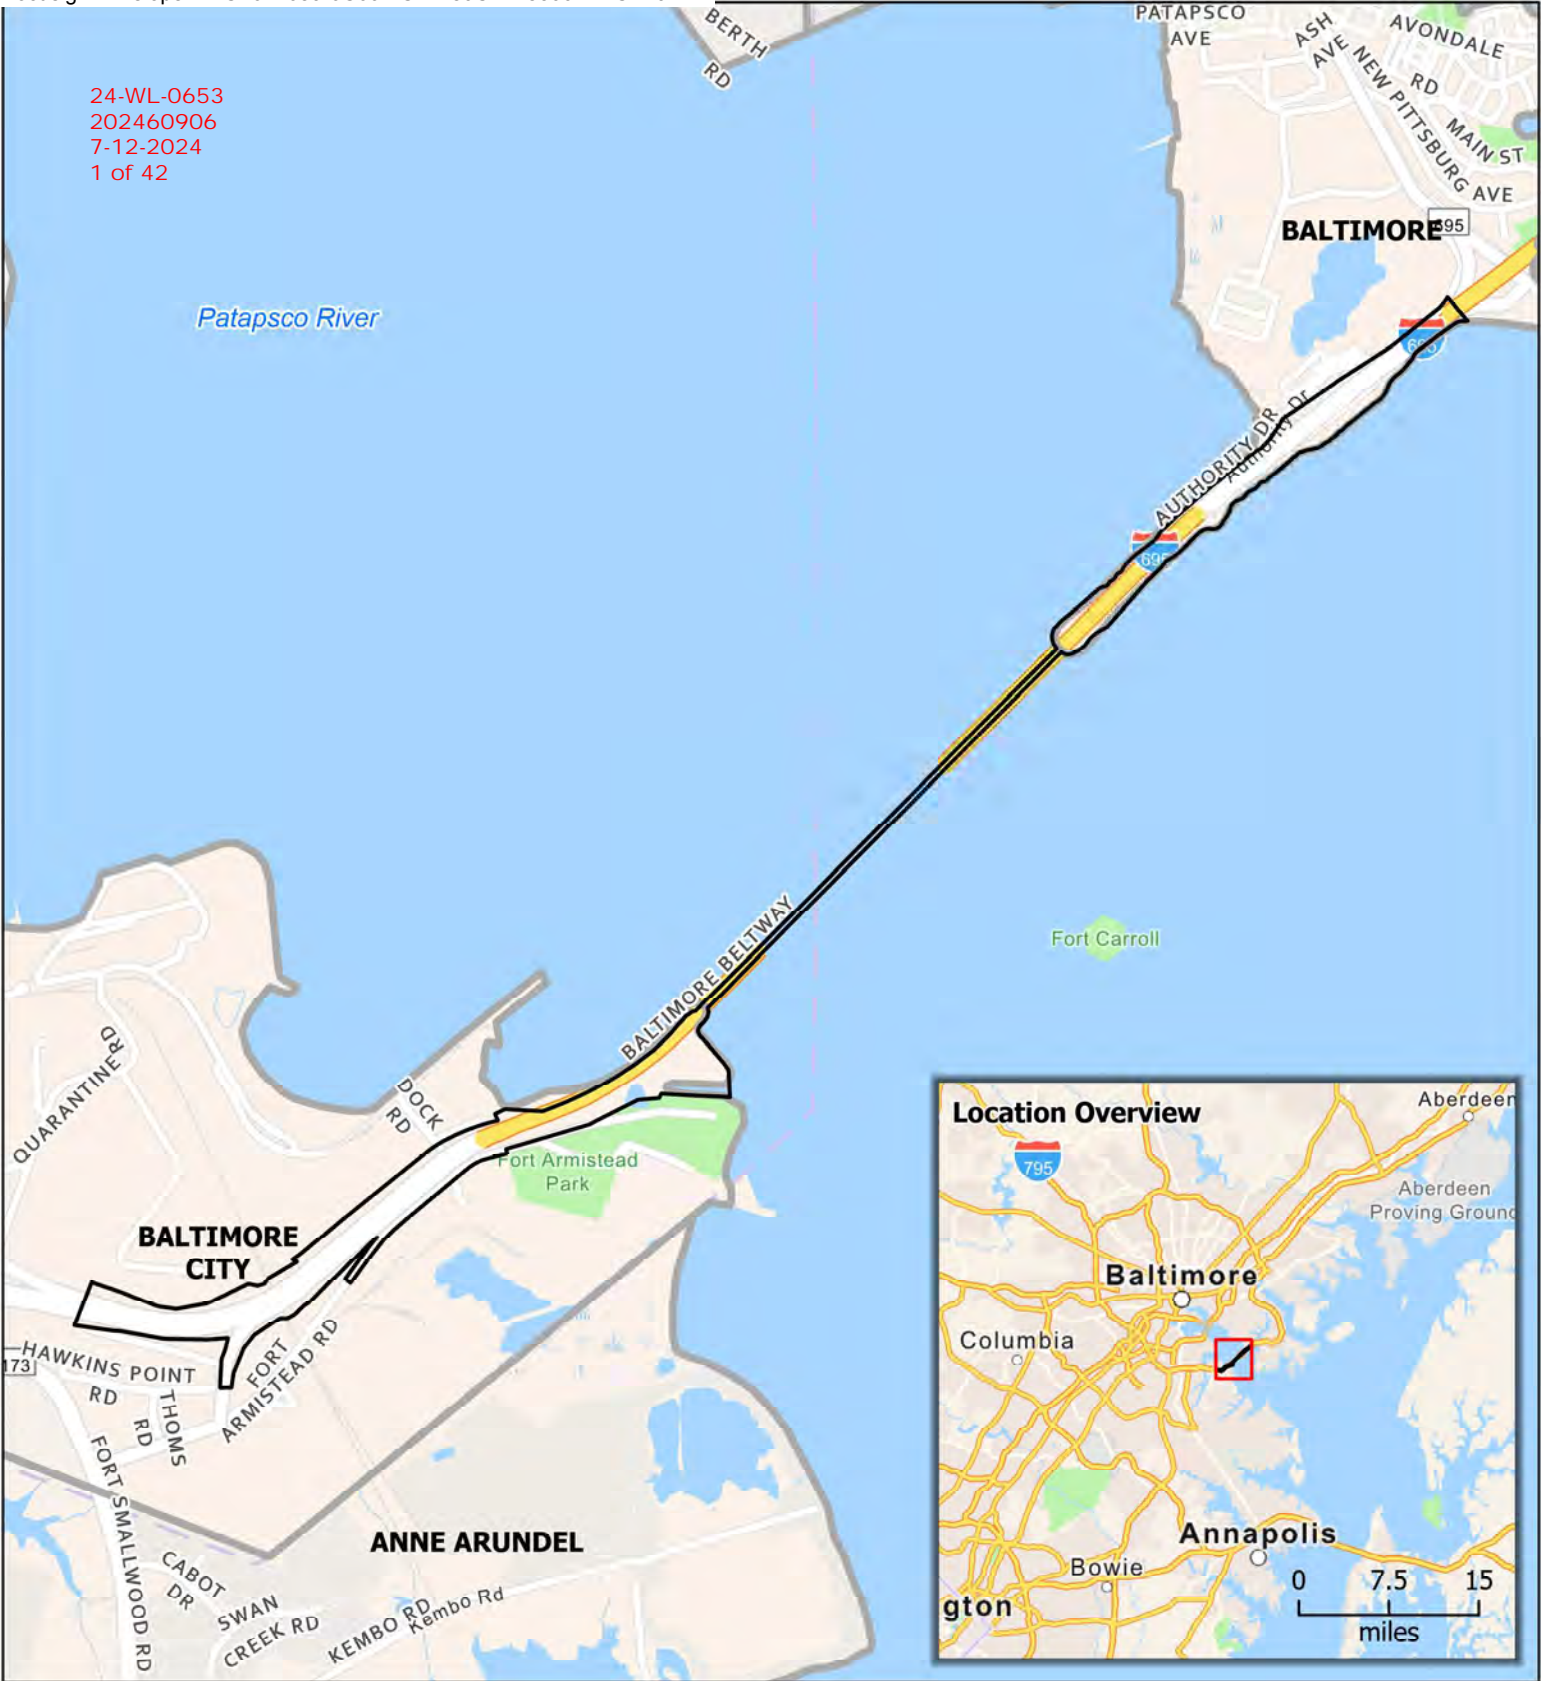 BERTH
RD
PATAPSCO
AVE
ASH
AVE
AVONDALE
RD
NEW PITTSBURG AVE
MAIN ST
24-WL-0653
202460906
7-12-2024
1 of 42
695
BALTIMORE
Patapsco River
695
Authority Dr
AUTHORITY DR
695
BALTIMORE BELTWAY
Fort Carroll
QUARANTINE RD
DOCK
RD
Fort Armistead
Park
BALTIMORE
CITY
HAWKINS POINT
RD
173
THOMS
RD
FORT
ARMISTEAD RD
FORT SMALLWOOD RD
ANNE ARUNDEL
CABOT
DR
SWAN
CREEK RD
KEMBO RD
Kembo Rd
Location Overview
Aberdeen
795
Aberdeen
Proving Ground
Baltimore
Columbia
Annapolis
Bowie
gton
0 7.5 15
miles